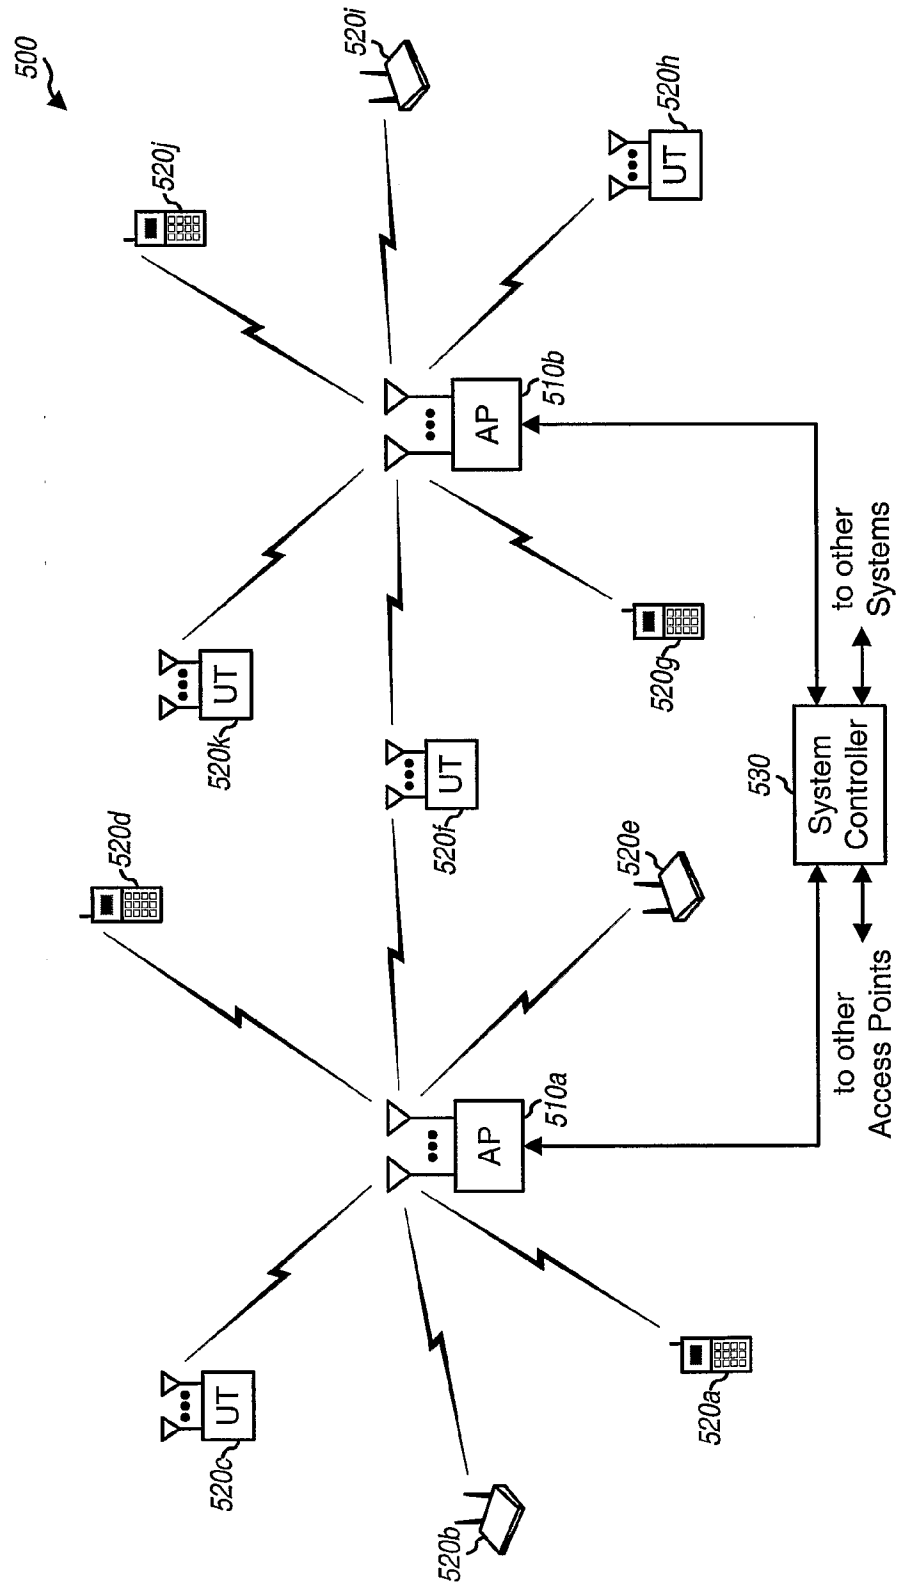 500
520d
520j
520c
UT
520k
UT
520i
520b
AP
510a
520f
UT
AP
510b
520a
520e
520g
520h
UT
530
System
Controller
to other
Access Points
to other
Systems